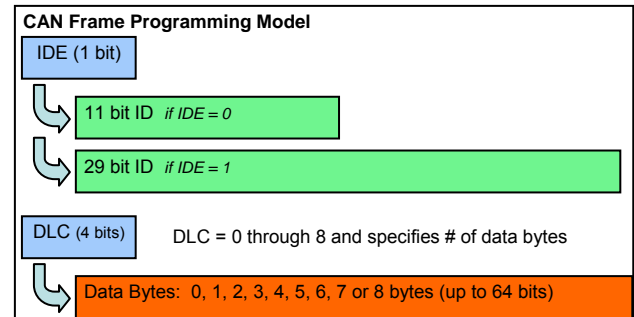 CAN Frame Programming Model
IDE (1 bit)
11 bit ID if IDE = 0
29 bit ID if IDE = 1
DLC (4 bits) DLC = 0 through 8 and specifies # of data bytes
Data Bytes: 0, 1, 2, 3, 4, 5, 6, 7 or 8 bytes (up to 64 bits)